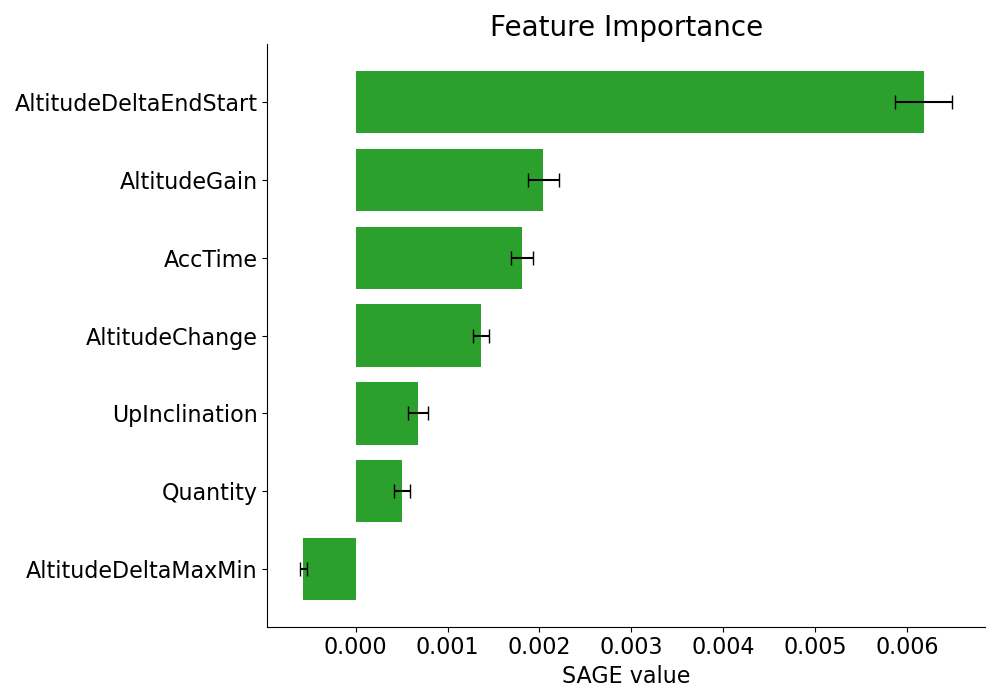 Feature Importance
AltitudeDeltaEndStart
AltitudeGain
AccTime
AltitudeChange
UpInclination
Quantity
AltitudeDeltaMaxMin
0.000 0.001 0.002 0.003 0.004 0.005 0.006
SAGE value